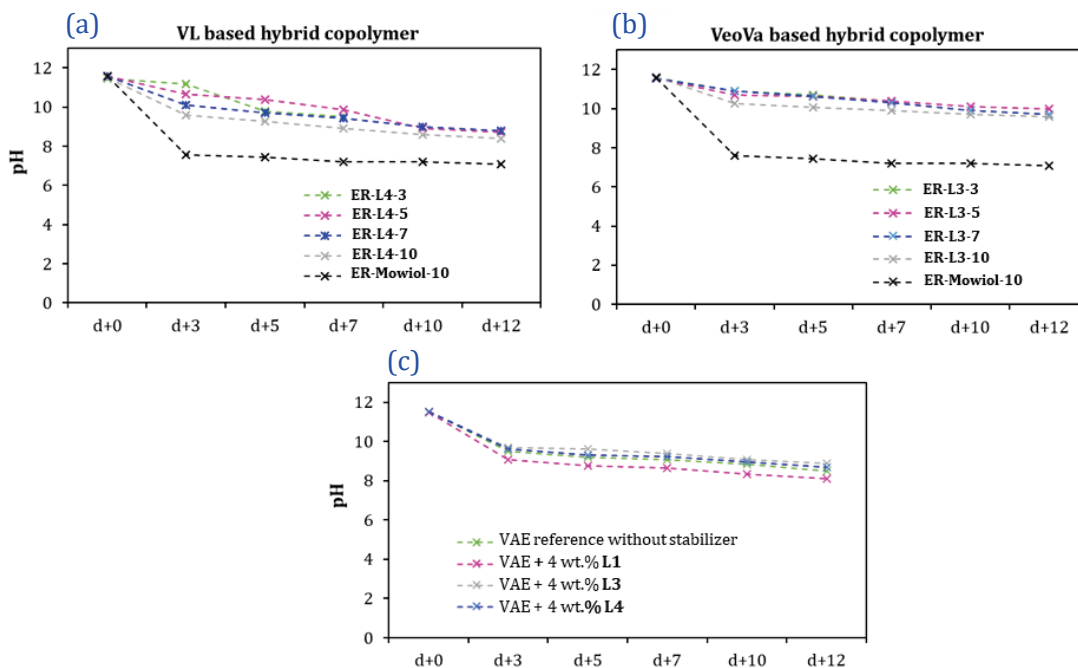 (a)
VL based hybrid copolymer
pH
12
10
8
6
4
2
0
d+0 d+3 d+5 d+7 d+10 d+12
ER-L4-3
ER-L4-5
ER-L4-7
ER-L4-10
ER-Mowiol-10
(b)
VeoVa based hybrid copolymer
12
10
8
6
4
2
0
d+0 d+3 d+5 d+7 d+10 d+12
ER-L3-3
ER-L3-5
ER-L3-7
ER-L3-10
ER-Mowiol-10
(c)
pH
12
10
8
6
4
2
0
d+0 d+3 d+5 d+7 d+10 d+12
VAE reference without stabilizer
VAE + 4 wt.% L1
VAE + 4 wt.% L3
VAE + 4 wt.% L4